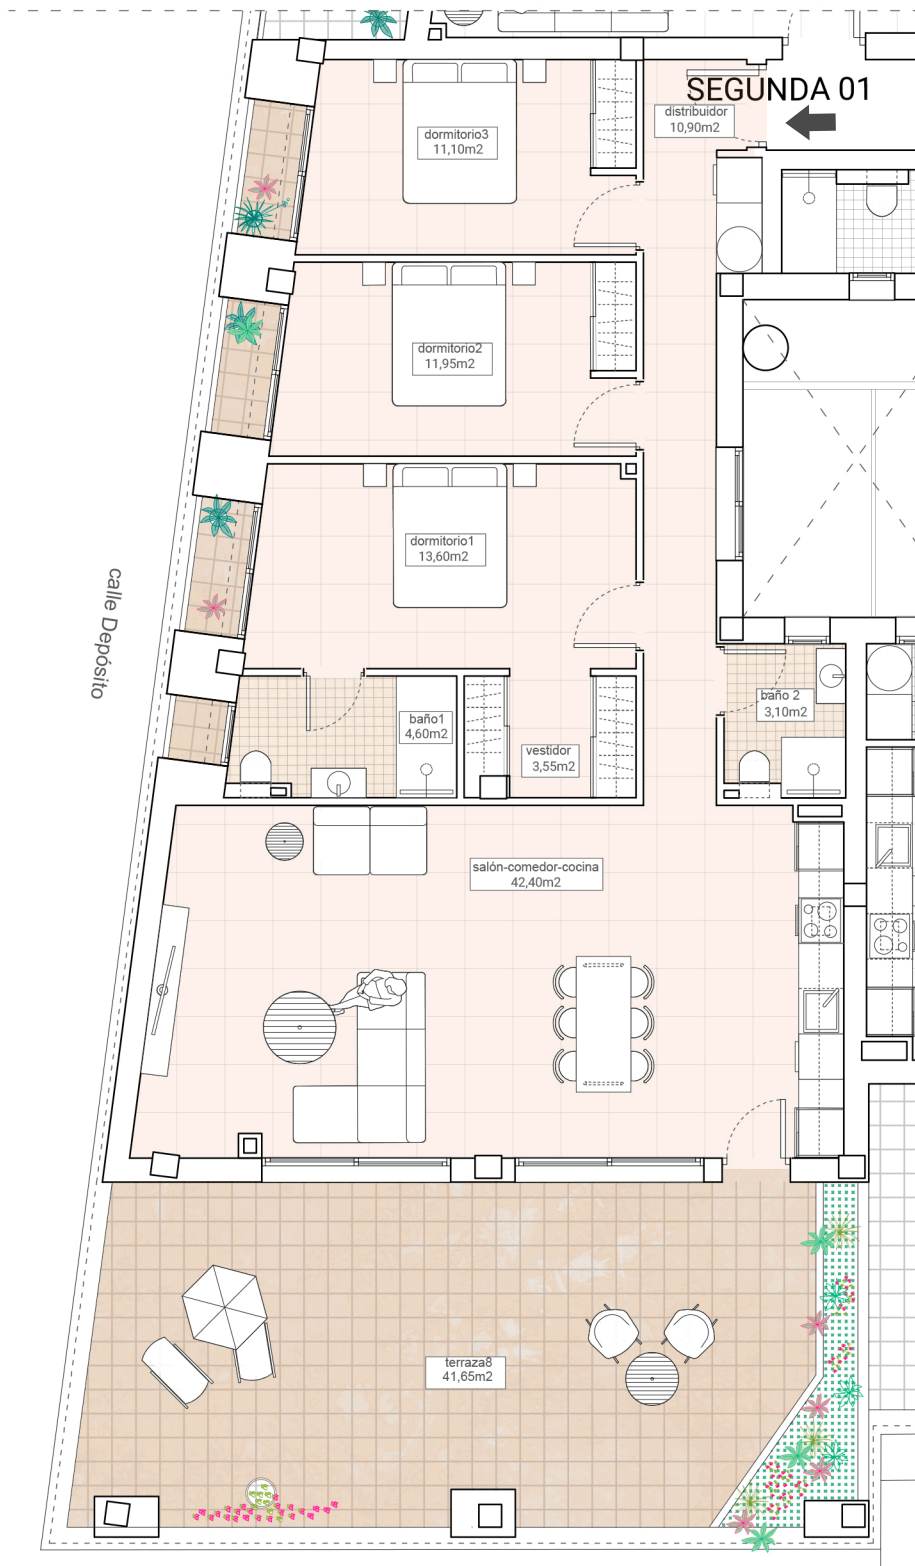 SEGUNDA 01
distribuidor
10,90m2
dormitorio3
11,10m2
dormitorio2
11,95m2
dormitorio1
13,60m2
calle Depósito
baño1
4,60m2
vestidor
3,55m2
baño 2
3,10m2
salón-comedor-cocina
42,40m2
terraza8
41,65m2